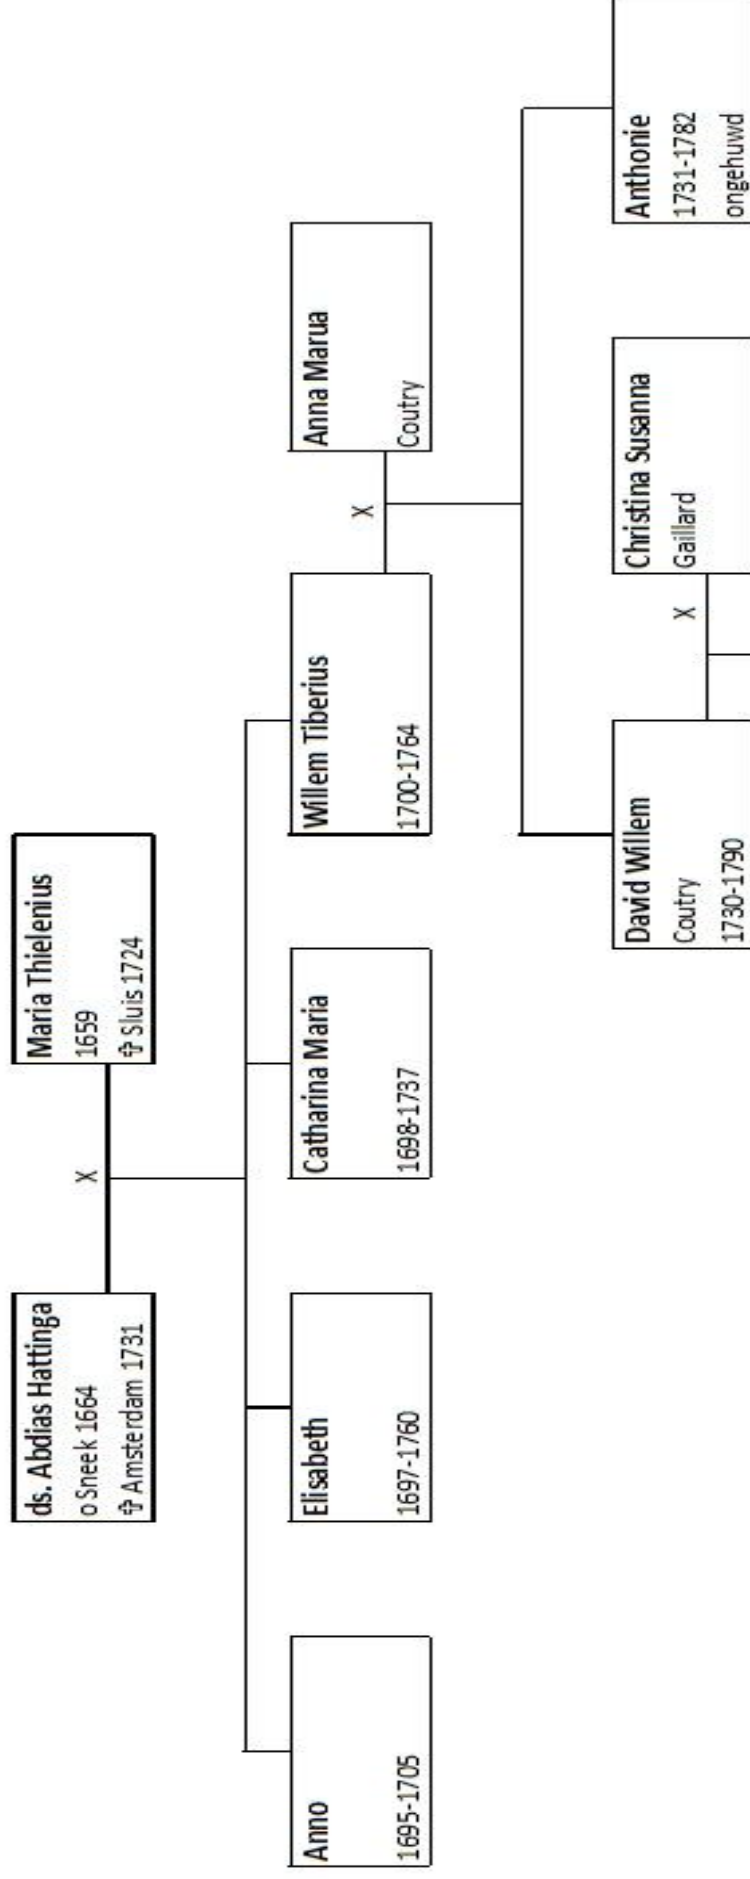 ds. Abdias Hattinga
o Sneek 1664
✞ Amsterdam 1731
X
Maria Thielenius
1659
✞ Sluis 1724
Anno
1695-1705
Elisabeth
1697-1760
Catharina Maria
1698-1737
Willem Tiberius
1700-1764
X
Anna Marua
Coutry
David Willem
Coutry
1730-1790
X
Christina Susanna
Gaillard
Anthonie
1731-1782
ongehuwd